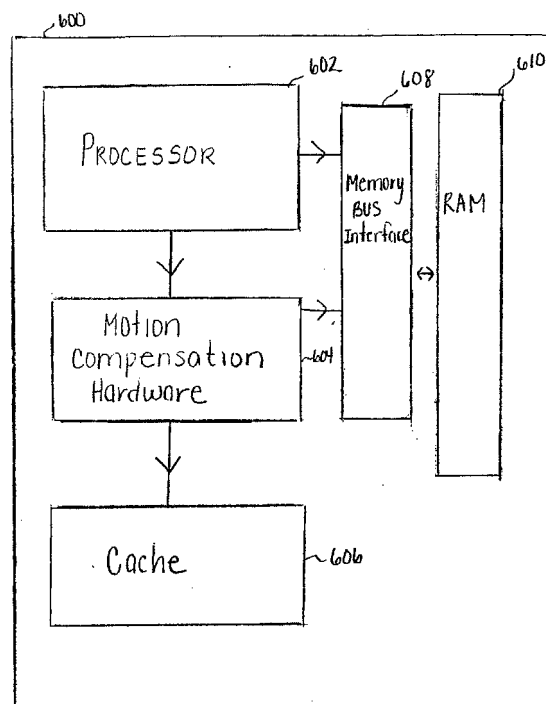 600
602
608
610
PROCESSOR
Memory
BUS
Interface
RAM
Motion
Compensation
Hardware
604
Cache
606